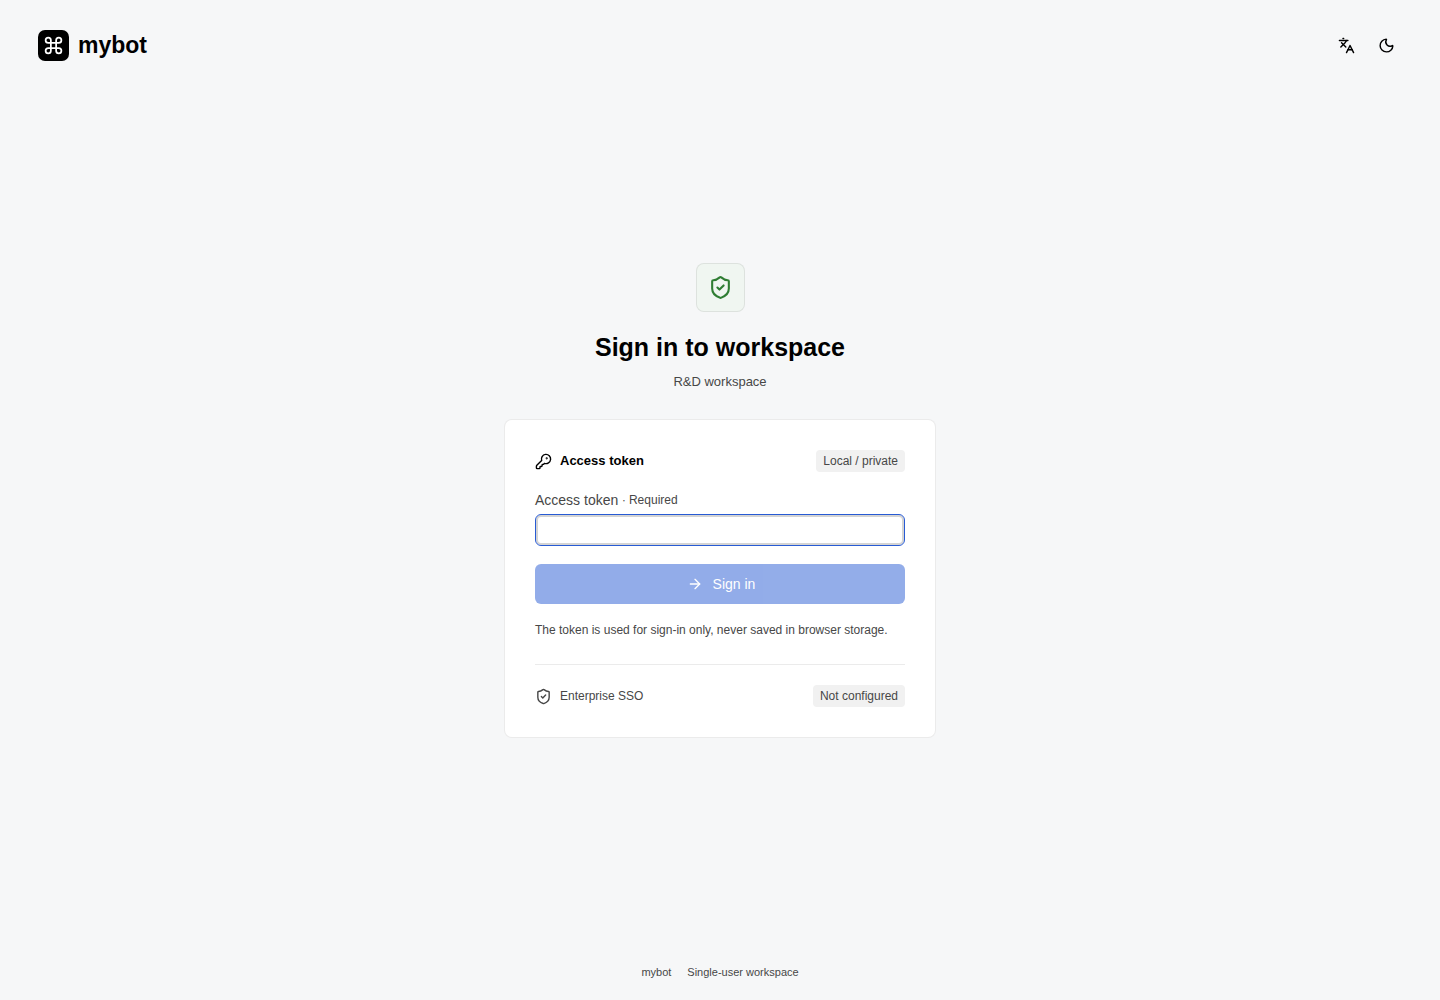 mybot
Sign in to workspace
R&D workspace
Access token
Local / private
Access token · Required
Sign in
The token is used for sign-in only, never saved in browser storage.
Enterprise SSO
Not configured
mybot
Single-user workspace